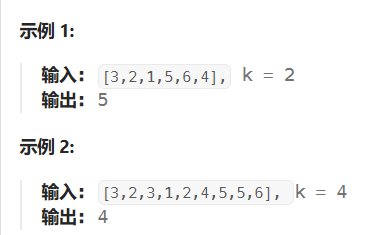 示例 1:
输入: [3,2,1,5,6,4], k = 2
输出: 5
示例 2:
输入: [3,2,3,1,2,4,5,5,6], k = 4
输出: 4